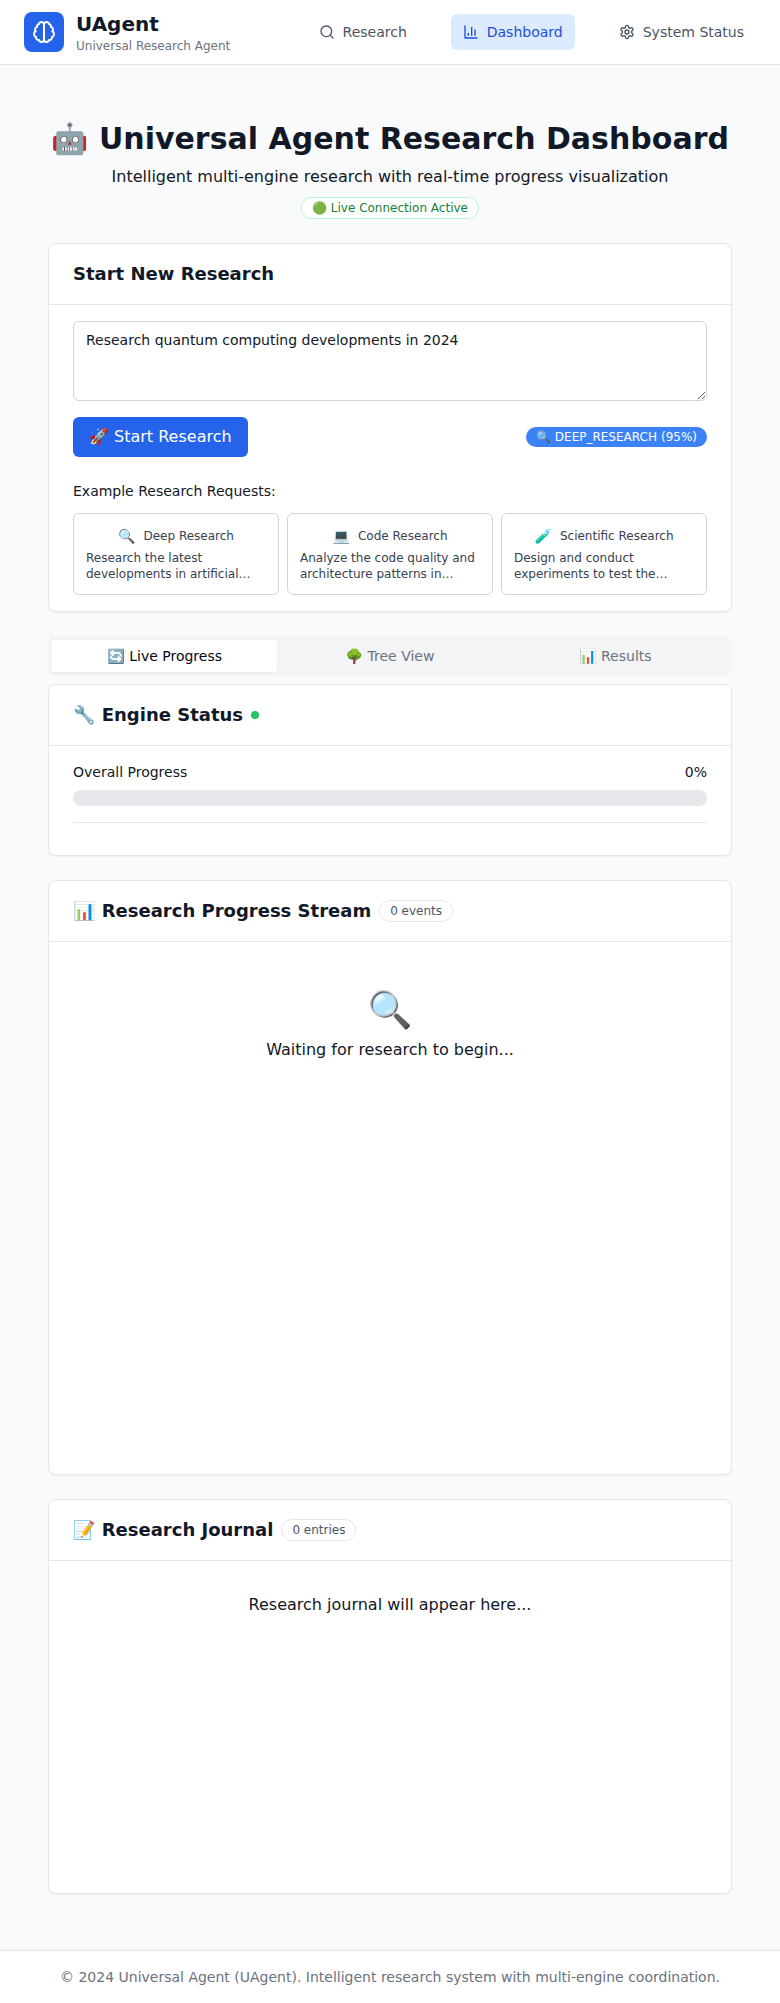 UAgent
Universal Research Agent
Research
Dashboard
System Status
🤖 Universal Agent Research Dashboard
Intelligent multi-engine research with real-time progress visualization
🟢 Live Connection Active
Start New Research
Research quantum computing developments in 2024
🚀 Start Research
🔍 DEEP_RESEARCH (95%)
Example Research Requests:
🔍 Deep Research
Research the latest
developments in artificial...
💻 Code Research
Analyze the code quality and
architecture patterns in...
🧪 Scientific Research
Design and conduct
experiments to test the...
🔄 Live Progress
🌳 Tree View
📊 Results
🔧 Engine Status
Overall Progress
0%
📊 Research Progress Stream
0 events
🔍
Waiting for research to begin...
📝 Research Journal
0 entries
Research journal will appear here...
© 2024 Universal Agent (UAgent). Intelligent research system with multi-engine coordination.